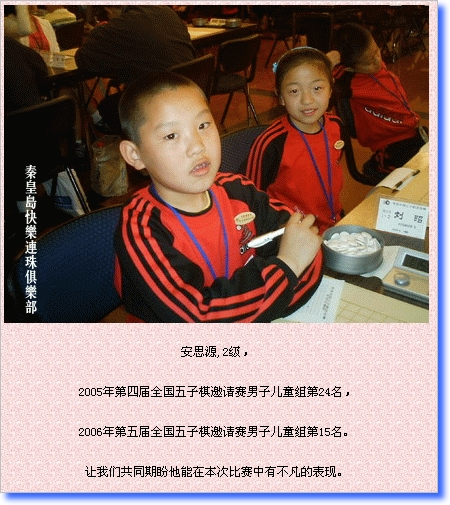 秦皇島快樂連珠俱樂部
刘 昭
安思源,2级，
2005年第四届全国五子棋邀请赛男子儿童组第24名，
2006年第五届全国五子棋邀请赛男子儿童组第15名。
让我们共同期盼他能在本次比赛中有不凡的表现。